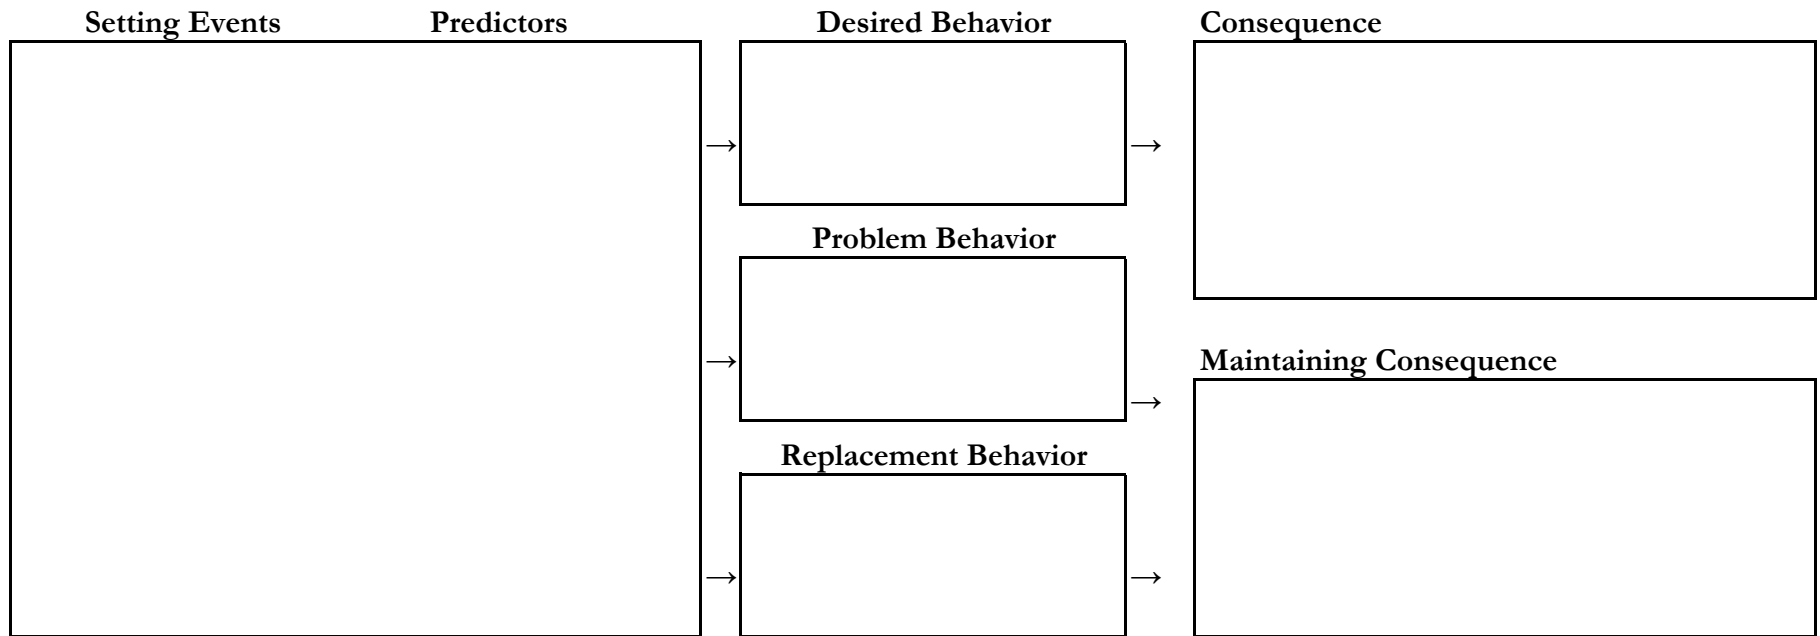 Setting Events Predictors Desired Behavior Consequence
→ →
Problem Behavior
Maintaining Consequence
→
→
Replacement Behavior
→ →